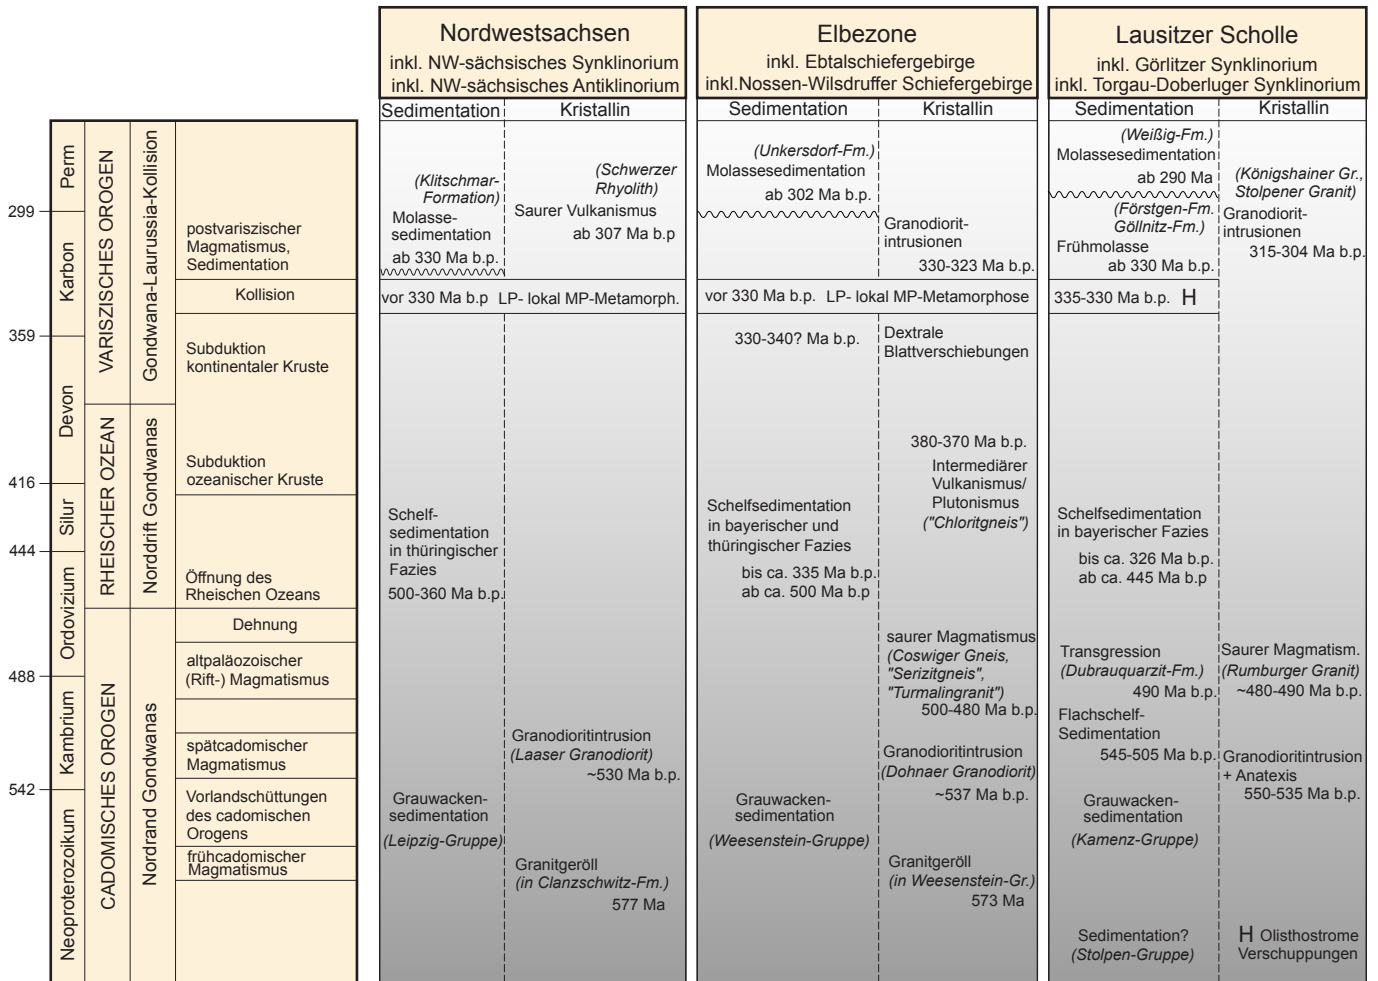 Nordwestsachsen
inkl. NW-sächsisches Synklinorium
inkl. NW-sächsisches Antiklinorium
Elbezone
inkl. Ebtalschiefergebirge
inkl.Nossen-Wilsdruffer Schiefergebirge
Lausitzer Scholle
inkl. Görlitzer Synklinorium
inkl. Torgau-Doberluger Synklinorium
Sedimentation
Kristallin
Sedimentation
Kristallin
Sedimentation
Kristallin
299
359
416
444
488
542
Perm
Karbon
Devon
Silur
Ordovizium
Kambrium
Neoproterozoikum
VARISZISCHES OROGEN
RHEISCHER OZEAN
CADOMISCHES OROGEN
Gondwana-Laurussia-Kollision
Norddrift Gondwanas
Nordrand Gondwanas
postvariszischer
Magmatismus,
Sedimentation
Kollision
Subduktion
kontinentaler Kruste
Subduktion
ozeanischer Kruste
Öffnung des
Rheischen Ozeans
Dehnung
altpaläozoischer
(Rift-) Magmatismus
spätcadomischer
Magmatismus
Vorlandschüttungen
des cadomischen
Orogens
frühcadomischer
Magmatismus
(Klitschmar-
Formation)
Molasse-
sedimentation
ab 330 Ma b.p.
(Schwerzer
Rhyolith)
Saurer Vulkanismus
ab 307 Ma b.p
vor 330 Ma b.p LP- lokal MP-Metamorph.
Schelf-
sedimentation
in thüringischer
Fazies
500-360 Ma b.p.
Granodioritintrusion
(Laaser Granodiorit)
~530 Ma b.p.
Grauwacken-
sedimentation
(Leipzig-Gruppe)
Granitgeröll
(in Clanzschwitz-Fm.)
577 Ma
(Unkersdorf-Fm.)
Molassesedimentation
ab 302 Ma b.p.
Granodiorit-
intrusionen
330-323 Ma b.p.
vor 330 Ma b.p. LP- lokal MP-Metamorphose
330-340? Ma b.p.
Dextrale
Blattverschiebungen
380-370 Ma b.p.
Intermediärer
Vulkanismus/
Plutonismus
("Chloritgneis")
Schelfsedimentation
in bayerischer und
thüringischer Fazies
bis ca. 335 Ma b.p.
ab ca. 500 Ma b.p
saurer Magmatismus
(Coswiger Gneis,
"Serizitgneis",
"Turmalingranit")
500-480 Ma b.p.
Granodioritintrusion
(Dohnaer Granodiorit)
~537 Ma b.p.
Grauwacken-
sedimentation
(Weesenstein-Gruppe)
Granitgeröll
(in Weesenstein-Gr.)
573 Ma
(Weißig-Fm.)
Molassesedimentation
ab 290 Ma
(Förstgen-Fm.
Göllnitz-Fm.)
Frühmolasse
ab 330 Ma b.p.
(Königshainer Gr.,
Stolpener Granit)
Granodiorit-
intrusionen
315-304 Ma b.p.
335-330 Ma b.p. H
Schelfsedimentation
in bayerischer Fazies
bis ca. 326 Ma b.p.
ab ca. 445 Ma b.p
Transgression
(Dubrauquarzit-Fm.)
490 Ma b.p.
Saurer Magmatism.
(Rumburger Granit)
~480-490 Ma b.p.
Flachschelf-
Sedimentation
545-505 Ma b.p.
Granodioritintrusion
+ Anatexis
550-535 Ma b.p.
Grauwacken-
sedimentation
(Kamenz-Gruppe)
Sedimentation?
(Stolpen-Gruppe)
H Olisthostrome
Verschuppungen